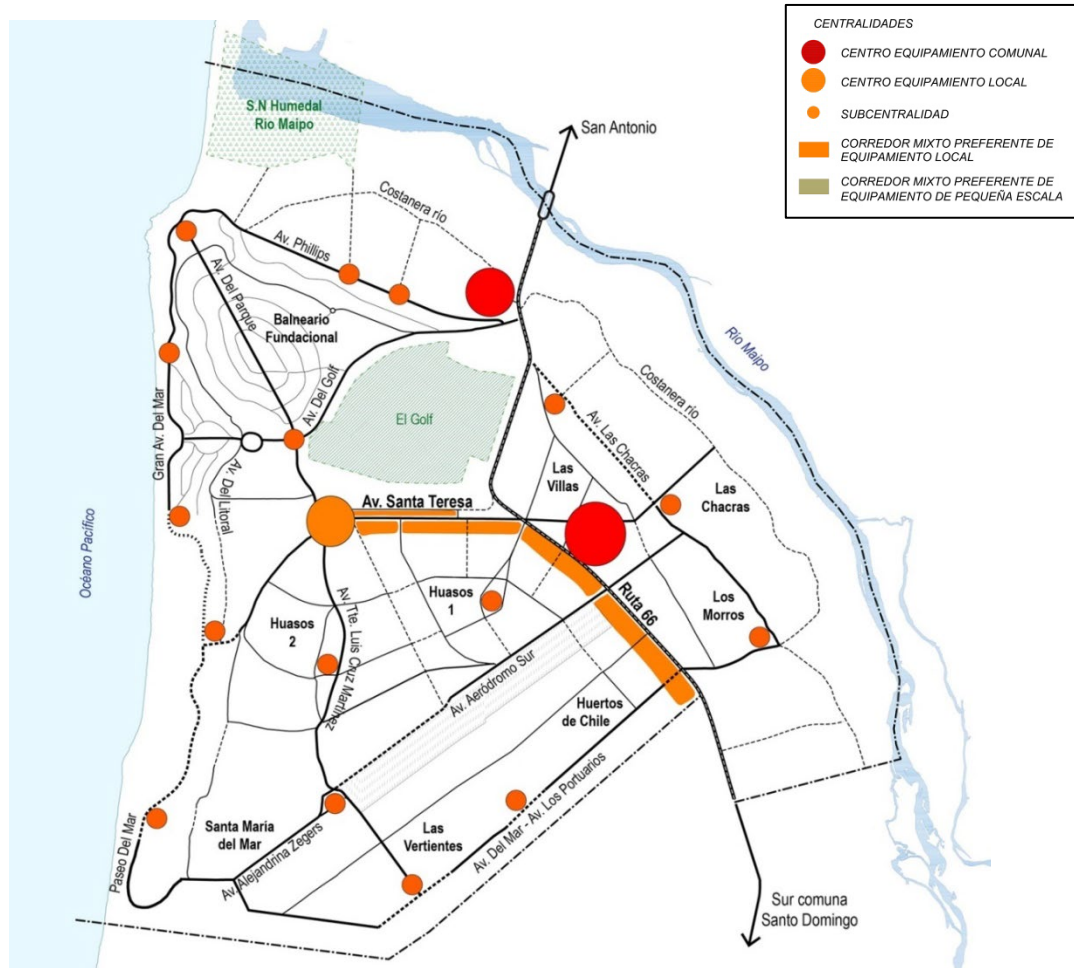 CENTRALIDADES
CENTRO EQUIPAMIENTO COMUNAL
CENTRO EQUIPAMIENTO LOCAL
SUBCENTRALIDAD
CORREDOR MIXTO PREFERENTE DE
EQUIPAMIENTO LOCAL
CORREDOR MIXTO PREFERENTE DE
EQUIPAMIENTO DE PEQUEÑA ESCALA
S.N Humedal
Rio Maipo
San Antonio
Costanera río
Av. Phillips
Av. Del Parque
Balneario
Fundacional
Río Maipo
Costanera río
Gran Av. Del Mar
Av. Del Golf
El Golf
Av. Las Chacras
Av. Del Litoral
Las
Villas
Las
Chacras
Av. Santa Teresa
Océano Pacífico
Huasos
1
Ruta 66
Los
Morros
Huasos
2
Av. Tte. Luis Cruz Martínez
Av. Aeródromo Sur
Huertos
de Chile
Paseo Del Mar
Santa Maria
del Mar
Av. Alejandrina Zegers
Las
Vertientes
Av. Del Mar - Av. Los Portuarios
Sur comuna
Santo Domingo